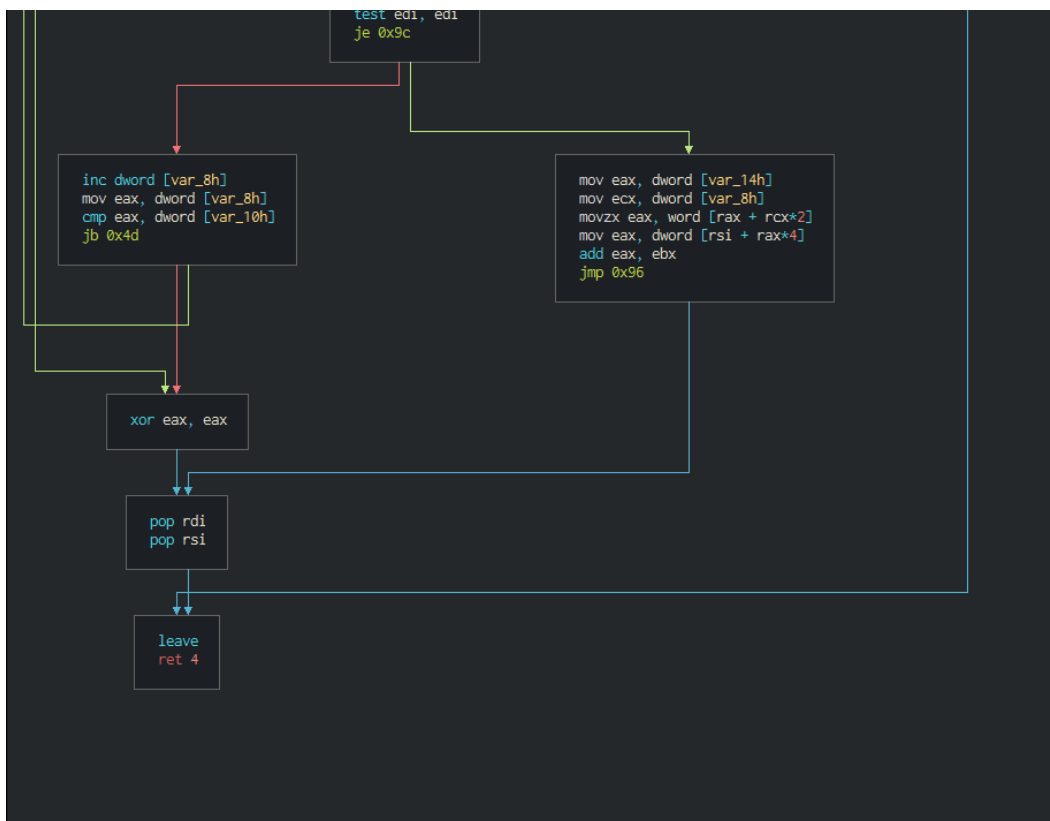 test edi, edi
je 0x9c
inc dword [var_8h]
mov eax, dword [var_8h]
cmp eax, dword [var_10h]
jb 0x4d
mov eax, dword [var_14h]
mov ecx, dword [var_8h]
movzx eax, word [rax + rcx*2]
mov eax, dword [rsi + rax*4]
add eax, ebx
jmp 0x96
xor eax, eax
pop rdi
pop rsi
leave
ret 4